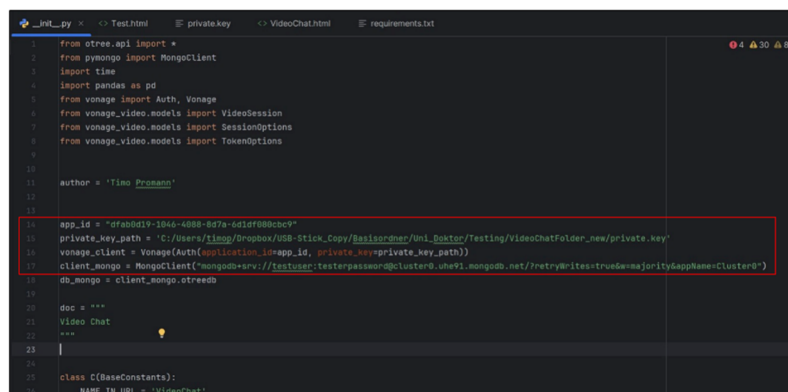 __init__.py × <> Test.html private.key <> VideoChat.html requirements.txt
4 30 8
1 from otree.api import *
2 from pymongo import MongoClient
3 import time
4 import pandas as pd
5 from vonage import Auth, Vonage
6 from vonage_video.models import VideoSession
7 from vonage_video.models import SessionOptions
8 from vonage_video.models import TokenOptions
9
10
11 author = 'Timo Promann'
12
13
14 app_id = "dfab0d19-1046-4088-8d7a-6d1df080cbc9"
15 private_key_path = 'C:/Users/timop/Dropbox/USB-Stick_Copy/Basisordner/Uni_Doktor/Testing/VideoChatFolder_new/private.key'
16 vonage_client = Vonage(Auth(application_id=app_id, private_key=private_key_path))
17 client_mongo = MongoClient("mongodb+srv://testuser:testerpassword@cluster0.uhe91.mongodb.net/?retryWrites=true&w=majority&appName=Cluster0")
18 db_mongo = client_mongo.otreedb
19
20 doc = """
21 Video Chat
22 """
23
24
25 class C(BaseConstants):
26 NAME_IN_URL = 'VideoChat'